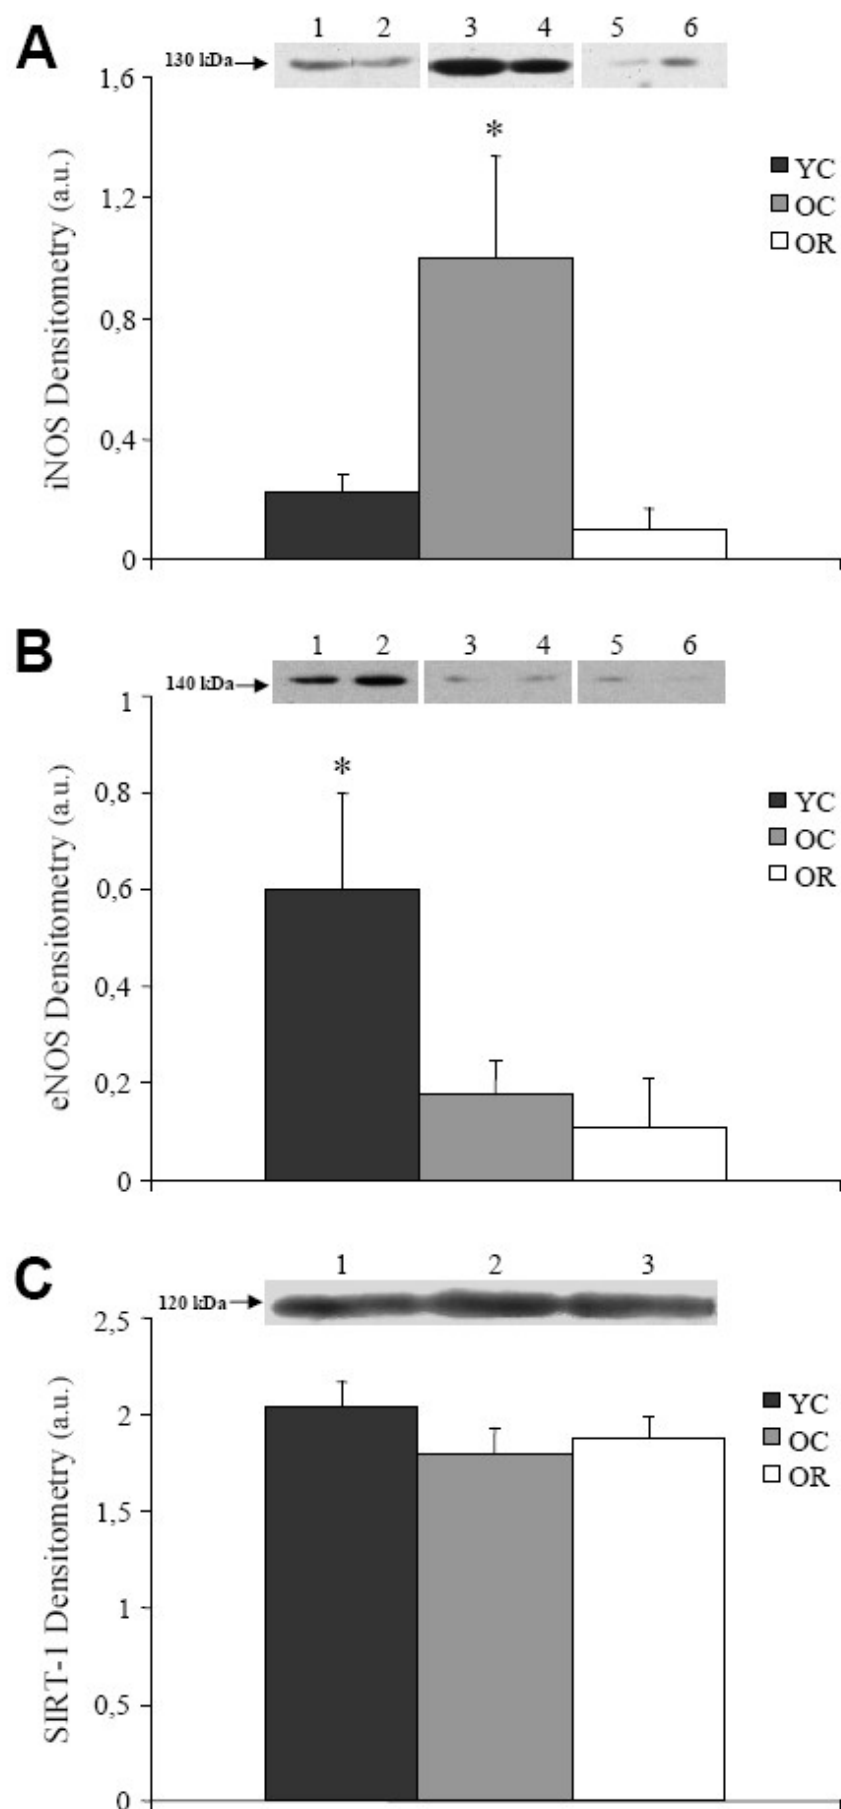 A
1 2 3 4 5 6
130 kDa
1,6
1,2
0,8
0,4
0
iNOS Densitometry (a.u.)
*
YC
OC
OR
B
1 2 3 4 5 6
140 kDa
1
0,8
0,6
0,4
0,2
0
eNOS Densitometry (a.u.)
*
YC
OC
OR
C
1 2 3
120 kDa
2,5
2
1,5
1
0,5
0
SIRT-1 Densitometry (a.u.)
YC
OC
OR